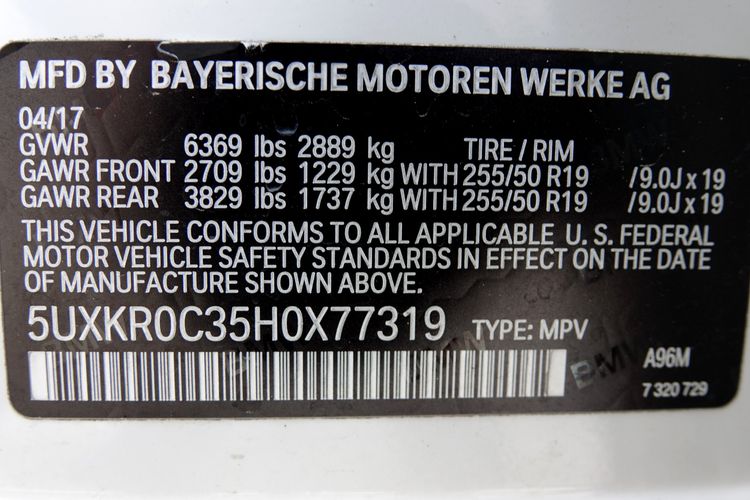 MFD BY BAYERISCHE MOTOREN WERKE AG
04/17
GVWR 6369 lbs 2889 kg TIRE / RIM
GAWR FRONT 2709 lbs 1229 kg WITH 255/50 R19 /9.0J x 19
GAWR REAR 3829 lbs 1737 kg WITH 255/50 R19 /9.0J x 19
THIS VEHICLE CONFORMS TO ALL APPLICABLE U. S. FEDERAL
MOTOR VEHICLE SAFETY STANDARDS IN EFFECT ON THE DATE
OF MANUFACTURE SHOWN ABOVE.
5UXKR0C35H0X77319 TYPE: MPV
BMW A96M
7 320 729